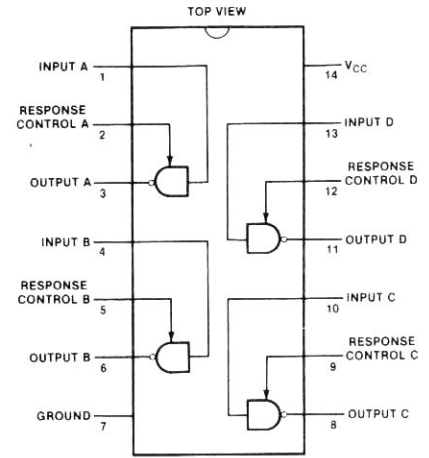 TOP VIEW
INPUT A
1
RESPONSE
CONTROL A
2
OUTPUT A
3
INPUT B
4
RESPONSE
CONTROL B
5
OUTPUT B
6
GROUND
7
VCC
14
INPUT D
13
RESPONSE
CONTROL D
12
OUTPUT D
11
INPUT C
10
RESPONSE
CONTROL C
9
OUTPUT C
8